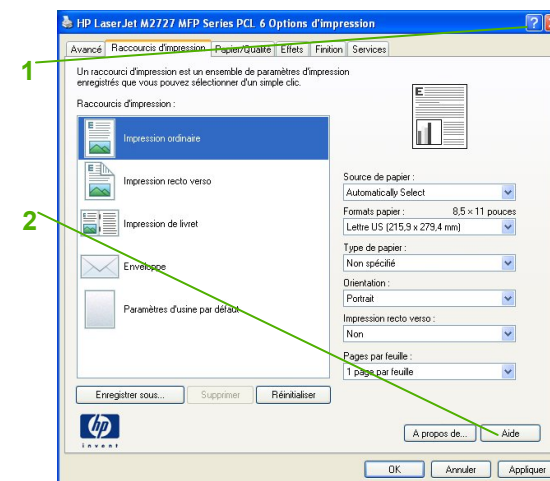 HP LaserJet M2727 MFP Series PCL 6 Options d'impression
?
1
Avancé Raccourcis d'impression Papier/Qualité Effets Finition Services
Un raccourci d'impression est un ensemble de paramètres d'impression
enregistrés que vous pouvez sélectionner d'un simple clic.
Raccourcis d'impression :
E
E
Impression ordinaire
E
Impression recto verso
Impression de livret
2
Enveloppe
Paramètres d'usine par défaut
Source de papier :
Automatically Select
Formats papier : 8,5 × 11 pouces
Lettre US (215,9 x 279,4 mm)
Type de papier :
Non spécifié
Orientation :
Portrait
Impression recto verso :
Non
Pages par feuille :
1 page par feuille
Enregistrer sous... Supprimer Réinitialiser
hp
invent
A propos de... Aide
OK Annuler Appliquer